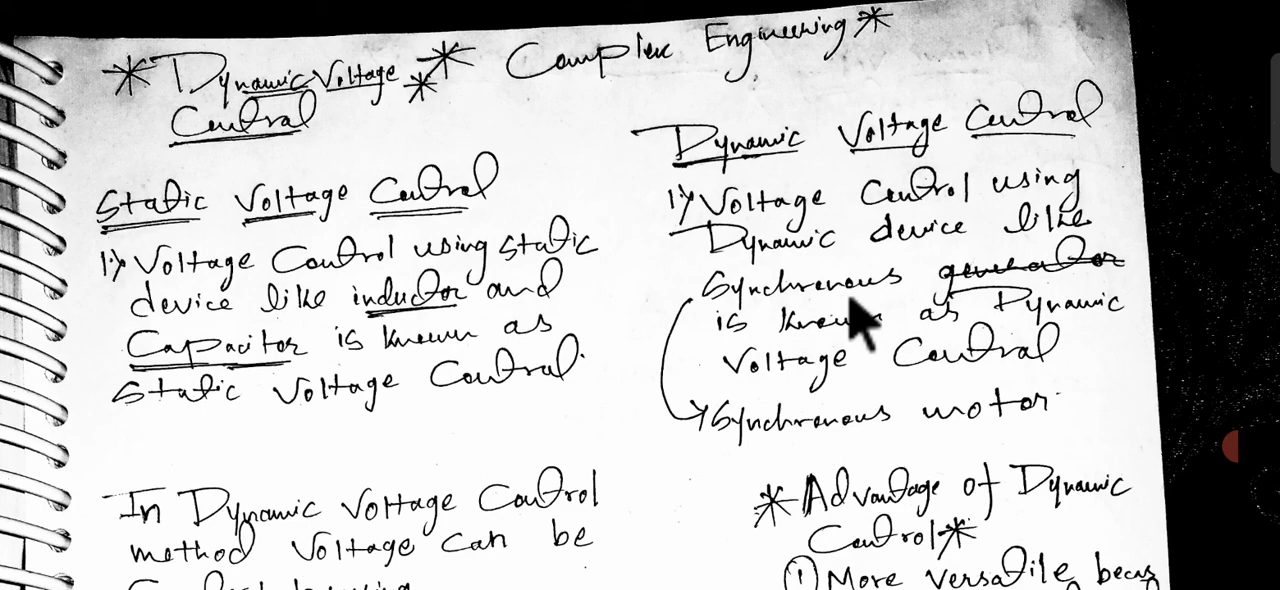 *Dynamic Voltage*
Control
* Complex Engineering*
Static Voltage Control
1:> Voltage Control using static
device like inductor and
Capacitor is known as
Static Voltage Control.
In Dynamic Voltage Control
method Voltage can be
Dynamic Voltage Control
1:> Voltage Control using
Dynamic device like
Synchronous generator
is known as Dynamic
Voltage Control
→ Synchronous motor.
*Advantage of Dynamic
Control*
① More versatile